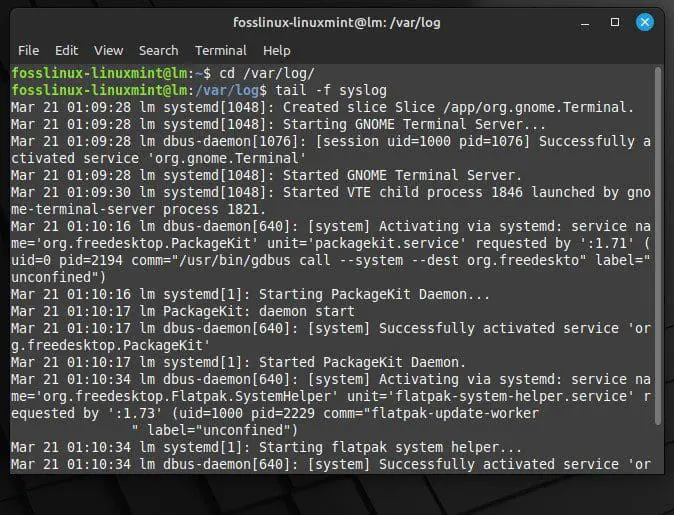 fosslinux-linuxmint@lm: /var/log
File Edit View Search Terminal Help
fosslinux-linuxmint@lm:~$ cd /var/log/
fosslinux-linuxmint@lm:/var/log$ tail -f syslog
Mar 21 01:09:28 lm systemd[1048]: Created slice Slice /app/org.gnome.Terminal.
Mar 21 01:09:28 lm systemd[1048]: Starting GNOME Terminal Server...
Mar 21 01:09:28 lm dbus-daemon[1076]: [session uid=1000 pid=1076] Successfully a
ctivated service 'org.gnome.Terminal'
Mar 21 01:09:28 lm systemd[1048]: Started GNOME Terminal Server.
Mar 21 01:09:30 lm systemd[1048]: Started VTE child process 1846 launched by gno
me-terminal-server process 1821.
Mar 21 01:10:16 lm dbus-daemon[640]: [system] Activating via systemd: service na
me='org.freedesktop.PackageKit' unit='packagekit.service' requested by ':1.71' (
uid=0 pid=2194 comm="/usr/bin/gdbus call --system --dest org.freedeskto" label="
unconfined")
Mar 21 01:10:16 lm systemd[1]: Starting PackageKit Daemon...
Mar 21 01:10:17 lm PackageKit: daemon start
Mar 21 01:10:17 lm dbus-daemon[640]: [system] Successfully activated service 'or
g.freedesktop.PackageKit'
Mar 21 01:10:17 lm systemd[1]: Started PackageKit Daemon.
Mar 21 01:10:34 lm dbus-daemon[640]: [system] Activating via systemd: service na
me='org.freedesktop.Flatpak.SystemHelper' unit='flatpak-system-helper.service' r
equested by ':1.73' (uid=1000 pid=2229 comm="flatpak-update-worker
" label="unconfined")
Mar 21 01:10:34 lm systemd[1]: Starting flatpak system helper...
Mar 21 01:10:34 lm dbus-daemon[640]: [system] Successfully activated service 'or